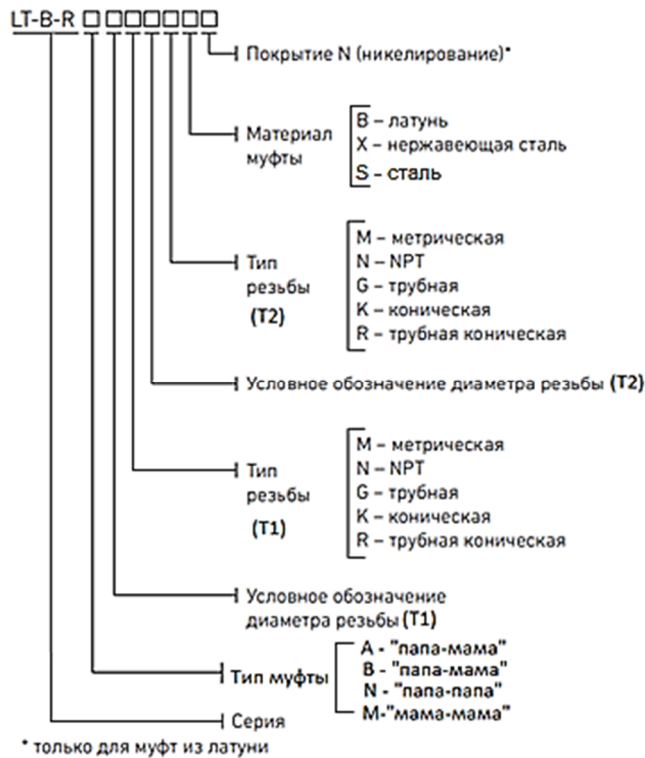 LT-B-R □ □□□□□□
Покрытие N (никелирование)*
Материал
муфты
B – латунь
X – нержавеющая сталь
S - сталь
Тип
резьбы
(T2)
M – метрическая
N – NPT
G – трубная
K – коническая
R – трубная коническая
Условное обозначение диаметра резьбы (T2)
Тип
резьбы
(T1)
M – метрическая
N – NPT
G – трубная
K – коническая
R – трубная коническая
Условное обозначение
диаметра резьбы (T1)
Тип муфты
A - "папа-мама"
B - "папа-мама"
N - "папа-папа"
M-"мама-мама"
Серия
* только для муфт из латуни